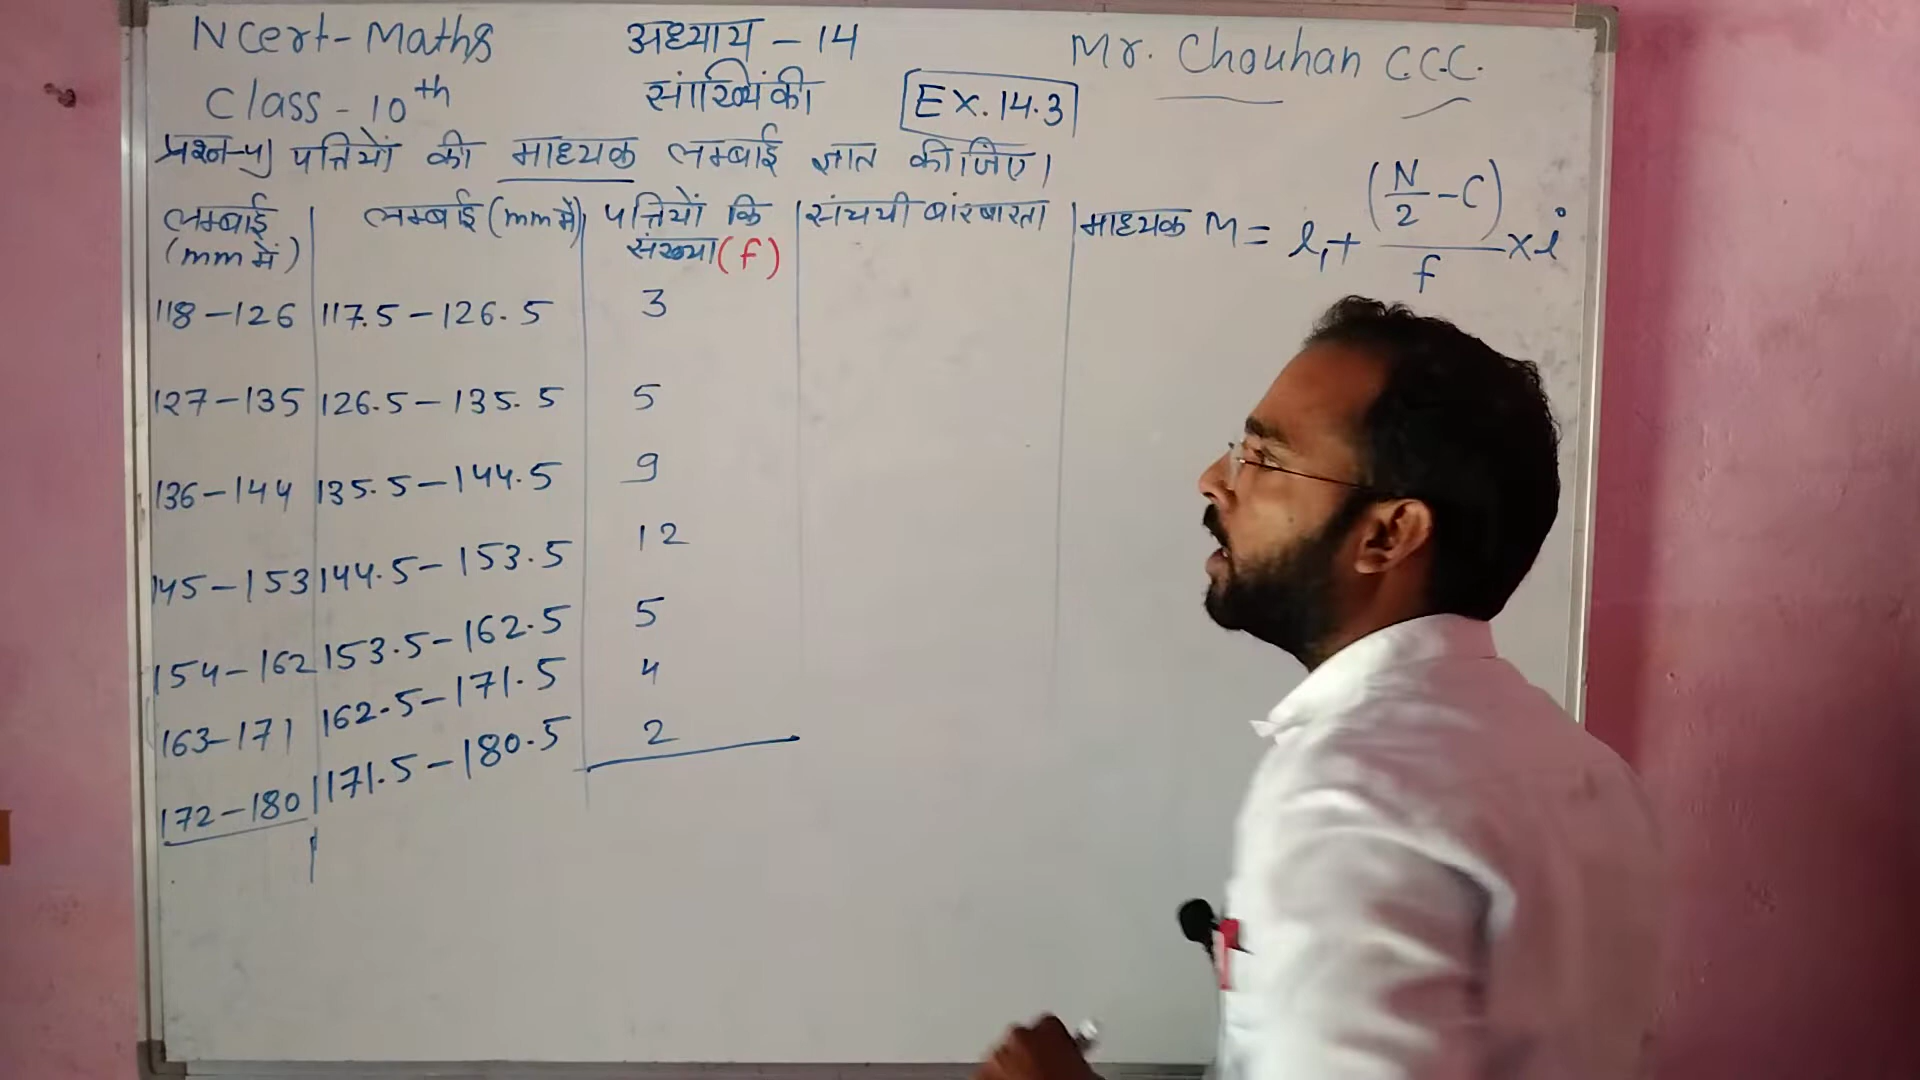 Ncert-Maths अध्याय - 14 Mr. Chouhan C.C.C.
Class - 10th सांख्यिंकी EX.14.3
प्रश्न-4) पत्तियों की माध्यक लम्बाई ज्ञात कीजिए।
लम्बाई (mm में) | लम्बाई (mm में) | पत्तियों कि संख्या (f) | संचयी बांरबारता | माध्यक M = l₁ + (N/2 - C)/f × i
118-126 117.5-126.5 3
127-135 126.5-135.5 5
136-144 135.5-144.5 9
145-153 144.5-153.5 12
154-162 153.5-162.5 5
163-171 162.5-171.5 4
172-180 171.5-180.5 2